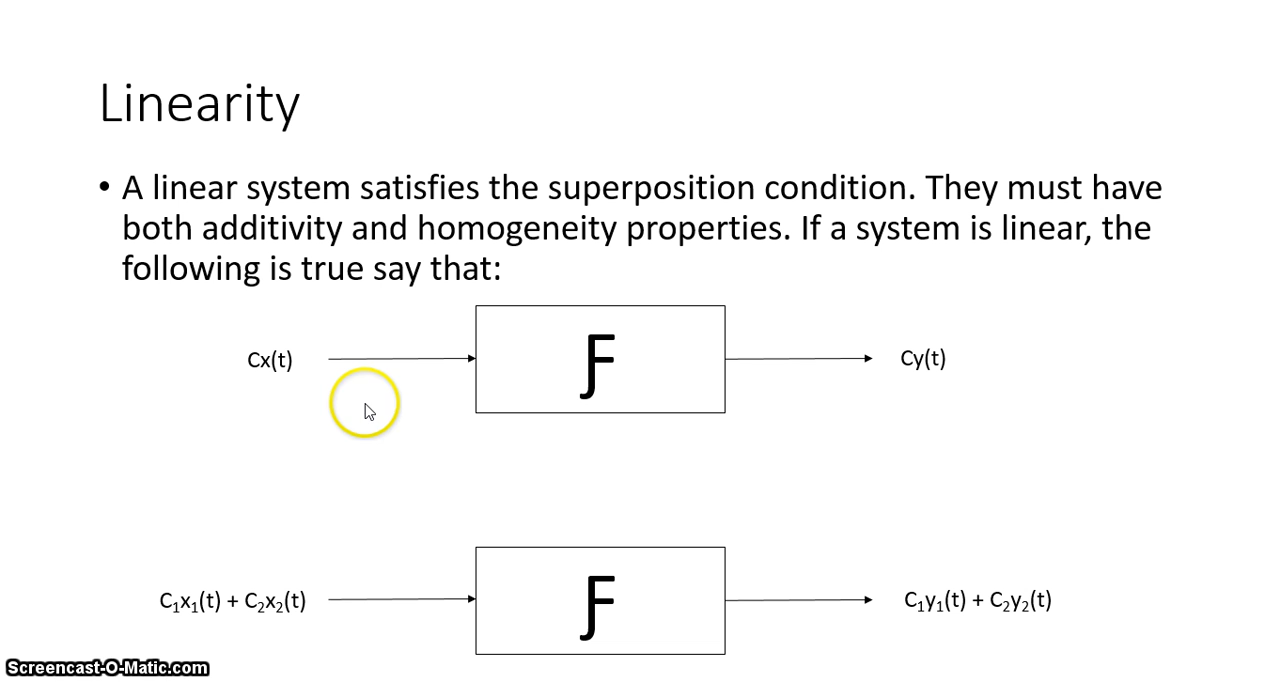 Linearity
• A linear system satisfies the superposition condition. They must have
both additivity and homogeneity properties. If a system is linear, the
following is true say that:
Cx(t) Ƒ Cy(t)
C₁x₁(t) + C₂x₂(t) Ƒ C₁y₁(t) + C₂y₂(t)
Screencast-O-Matic.com